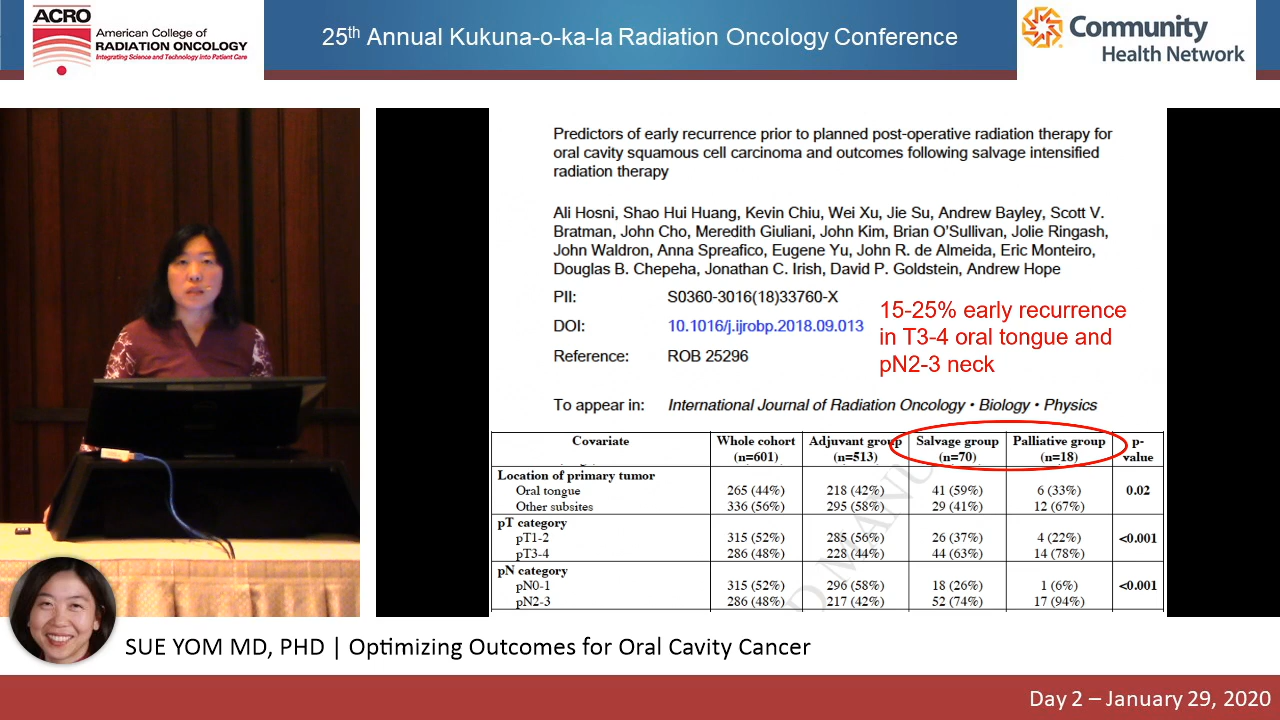 ACRO
American College of
RADIATION ONCOLOGY
Integrating Science and Technology Into Patient Care
25th Annual Kukuna-o-ka-la Radiation Oncology Conference
Community
Health Network
Predictors of early recurrence prior to planned post-operative radiation therapy for
oral cavity squamous cell carcinoma and outcomes following salvage intensified
radiation therapy
Ali Hosni, Shao Hui Huang, Kevin Chiu, Wei Xu, Jie Su, Andrew Bayley, Scott V.
Bratman, John Cho, Meredith Giuliani, John Kim, Brian O'Sullivan, Jolie Ringash,
John Waldron, Anna Spreafico, Eugene Yu, John R. de Almeida, Eric Monteiro,
Douglas B. Chepeha, Jonathan C. Irish, David P. Goldstein, Andrew Hope
PII: S0360-3016(18)33760-X
DOI: 10.1016/j.ijrobp.2018.09.013
Reference: ROB 25296
15-25% early recurrence
in T3-4 oral tongue and
pN2-3 neck
To appear in: International Journal of Radiation Oncology • Biology • Physics
Covariate Whole cohort Adjuvant group Salvage group Palliative group p-
(n=601) (n=513) (n=70) (n=18) value
Location of primary tumor
Oral tongue 265 (44%) 218 (42%) 41 (59%) 6 (33%) 0.02
Other subsites 336 (56%) 295 (58%) 29 (41%) 12 (67%)
pT category
pT1-2 315 (52%) 285 (56%) 26 (37%) 4 (22%) <0.001
pT3-4 286 (48%) 228 (44%) 44 (63%) 14 (78%)
pN category
pN0-1 315 (52%) 296 (58%) 18 (26%) 1 (6%) <0.001
pN2-3 286 (48%) 217 (42%) 52 (74%) 17 (94%)
SUE YOM MD, PHD | Optimizing Outcomes for Oral Cavity Cancer
Day 2 – January 29, 2020